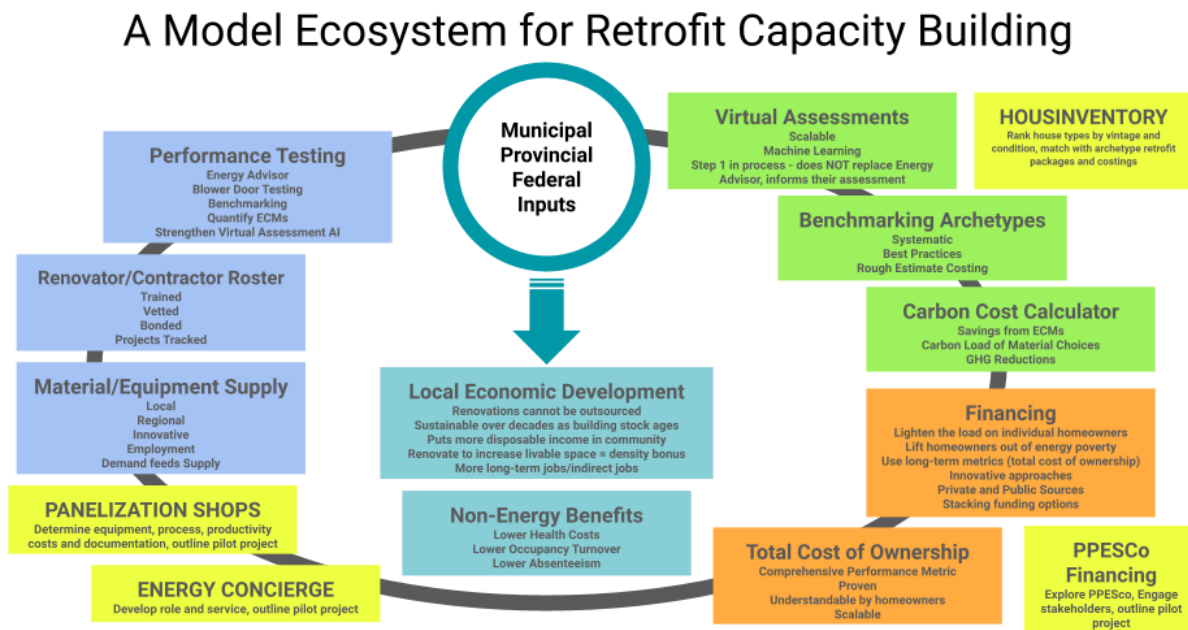 A Model Ecosystem for Retrofit Capacity Building
Municipal
Provincial
Federal
Inputs
Virtual Assessments
Scalable
Machine Learning
Step 1 in process - does NOT replace Energy
Advisor, informs their assessment
HOUSINVENTORY
Rank house types by vintage and
condition, match with archetype retrofit
packages and costings
Benchmarking Archetypes
Systematic
Best Practices
Rough Estimate Costing
Carbon Cost Calculator
Savings from ECMs
Carbon Load of Material Choices
GHG Reductions
Financing
Lighten the load on individual homeowners
Lift homeowners out of energy poverty
Use long-term metrics (total cost of ownership)
Innovative approaches
Private and Public Sources
Stacking funding options
PPESCo
Financing
Explore PPESco, Engage
stakeholders, outline pilot
project
Total Cost of Ownership
Comprehensive Performance Metric
Proven
Understandable by homeowners
Scalable
ENERGY CONCIERGE
Develop role and service, outline pilot project
PANELIZATION SHOPS
Determine equipment, process, productivity
costs and documentation, outline pilot project
Material/Equipment Supply
Local
Regional
Innovative
Employment
Demand feeds Supply
Renovator/Contractor Roster
Trained
Vetted
Bonded
Projects Tracked
Performance Testing
Energy Advisor
Blower Door Testing
Benchmarking
Quantify ECMs
Strengthen Virtual Assessment AI
Local Economic Development
Renovations cannot be outsourced
Sustainable over decades as building stock ages
Puts more disposable income in community
Renovate to increase livable space = density bonus
More long-term jobs/indirect jobs
Non-Energy Benefits
Lower Health Costs
Lower Occupancy Turnover
Lower Absenteeism